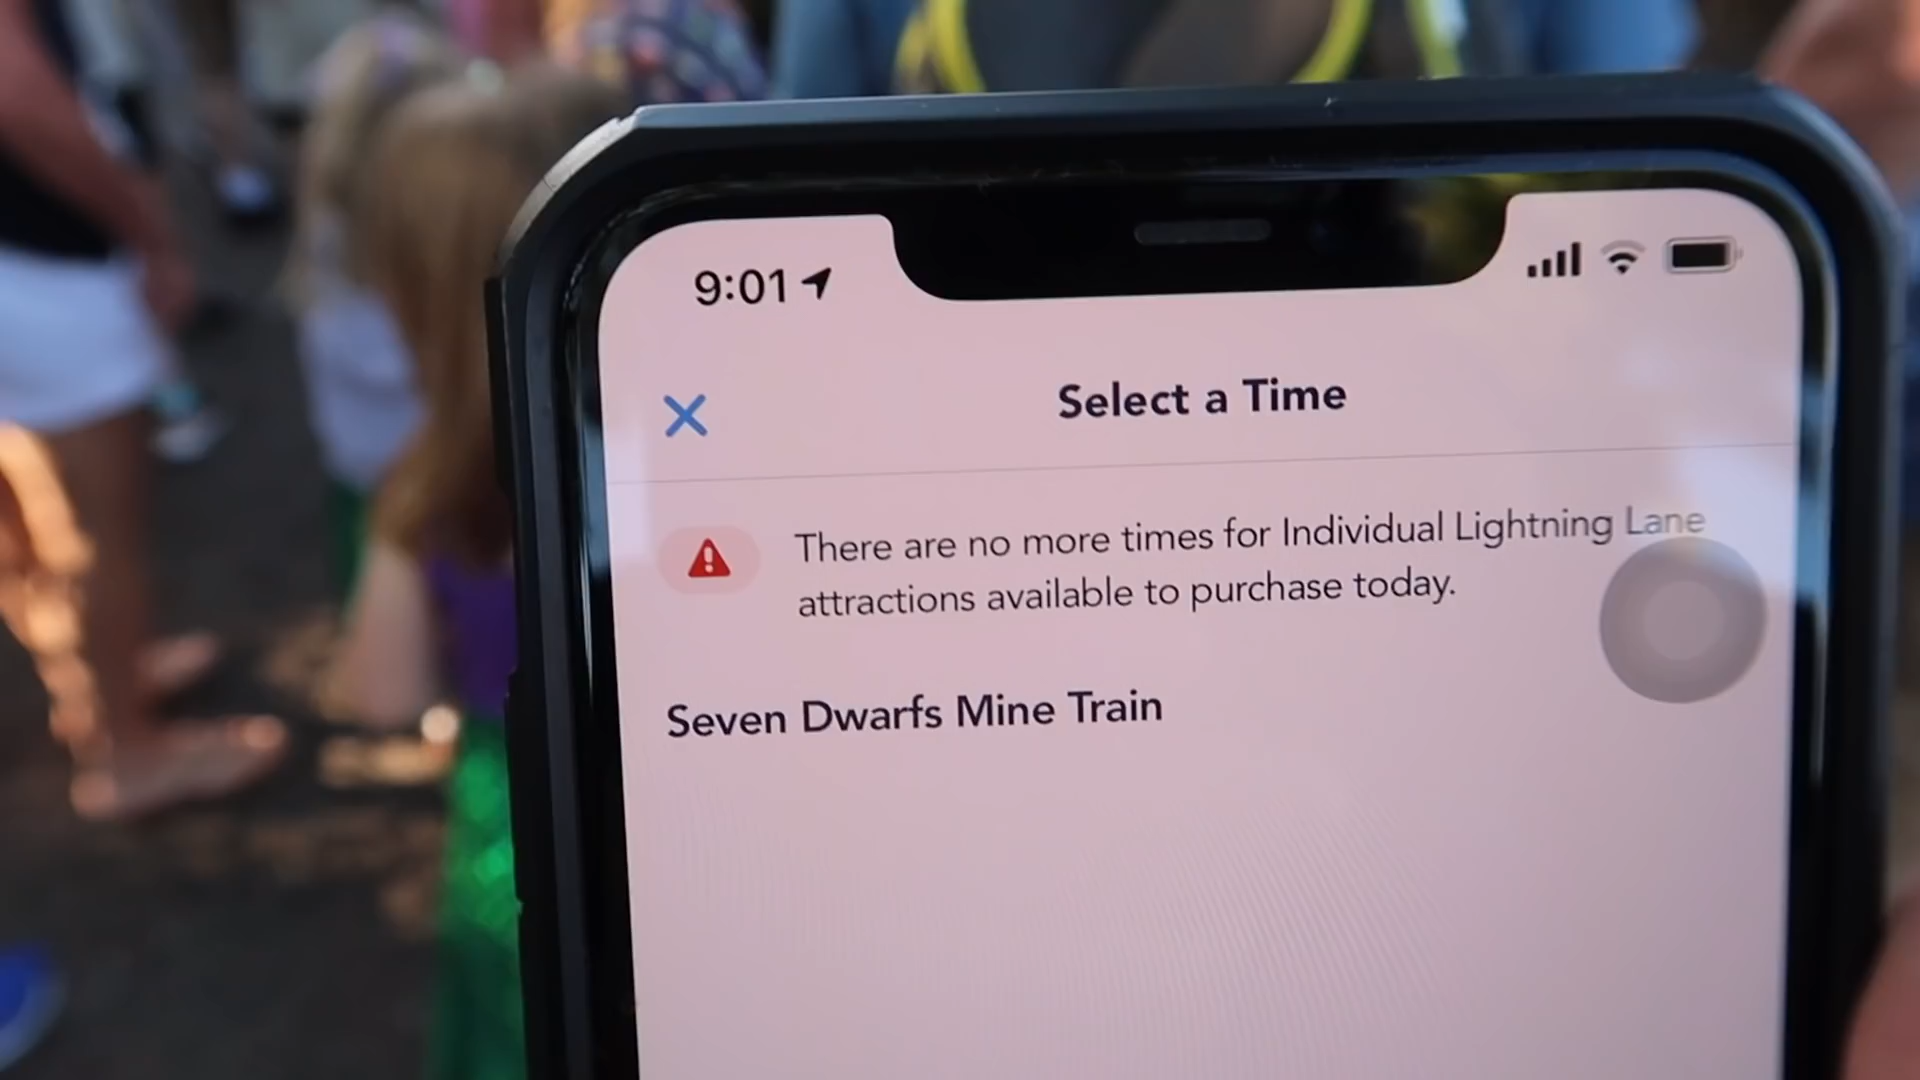 9:01
Select a Time
There are no more times for Individual Lightning Lane
attractions available to purchase today.
Seven Dwarfs Mine Train